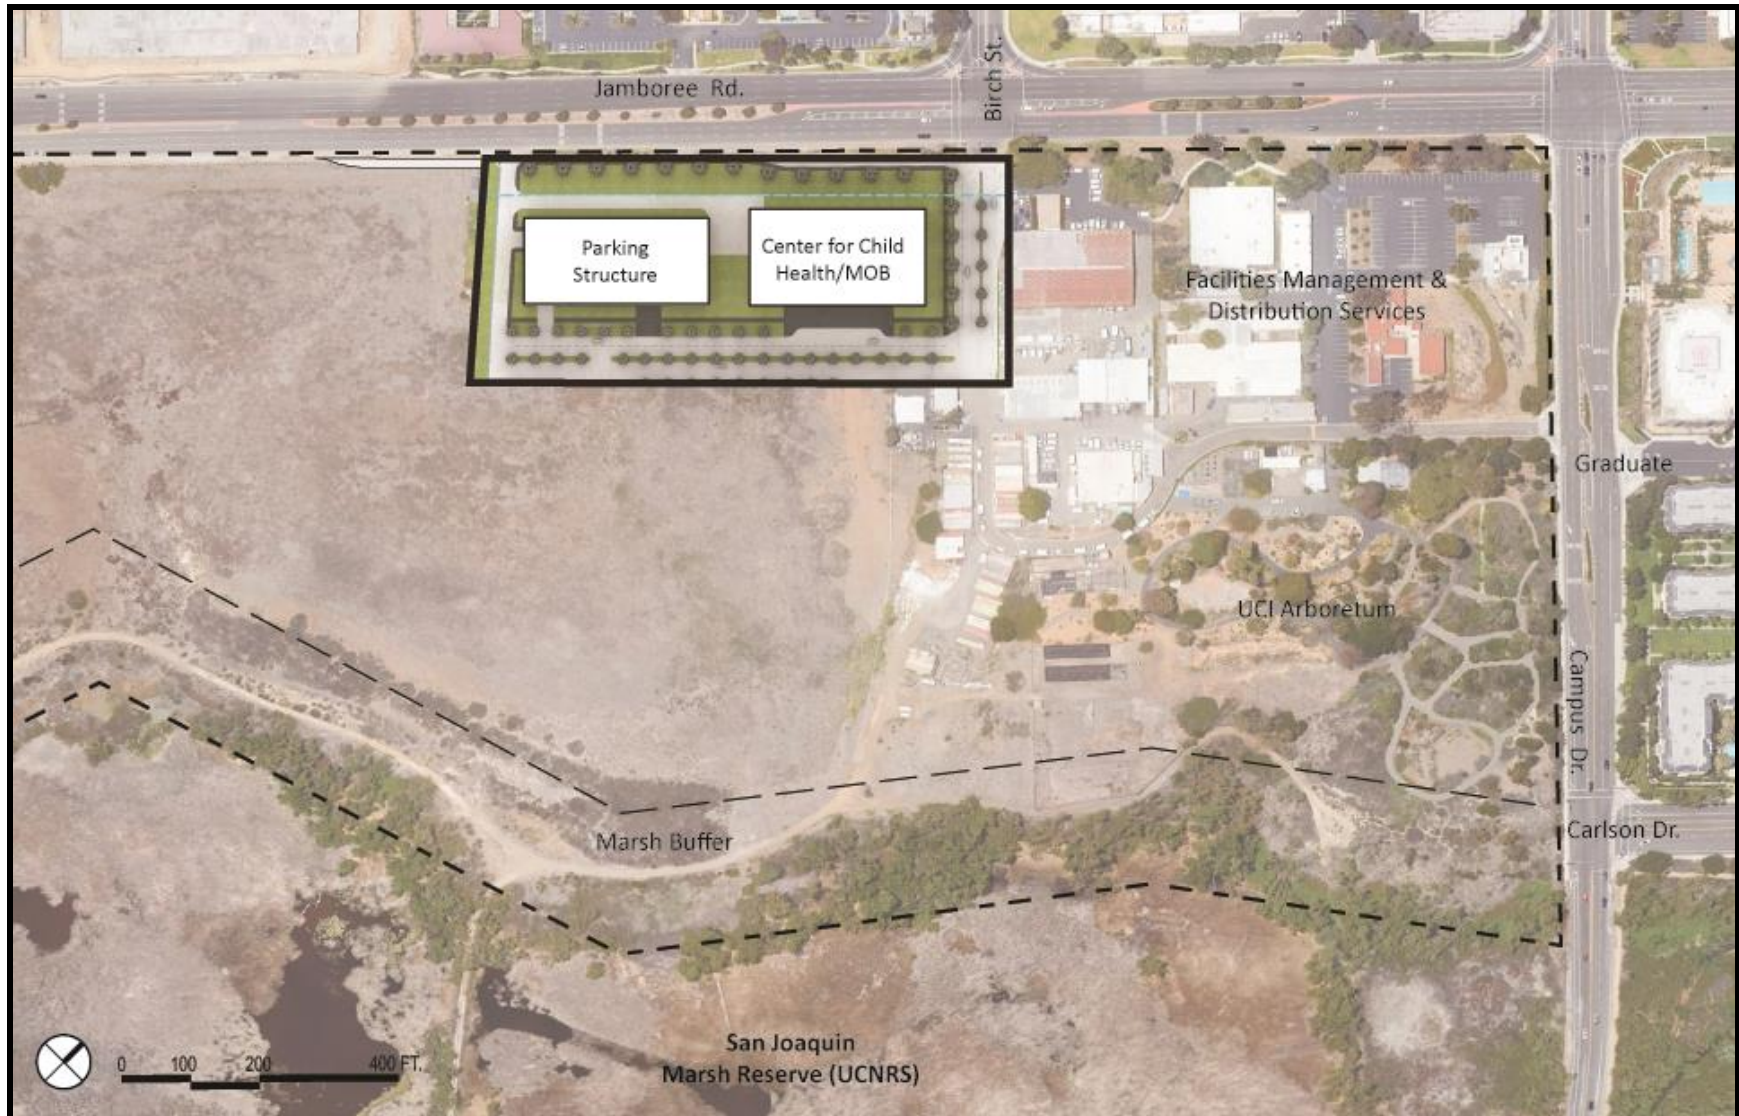 Jamboree Rd.
Birch St.
Parking
Structure
Center for Child
Health/MOB
Facilities Management &
Distribution Services
Graduate
UCI Arboretum
Campus Dr.
Marsh Buffer
Carlson Dr.
San Joaquin
Marsh Reserve (UCNRS)
0 100 200 400 FT.